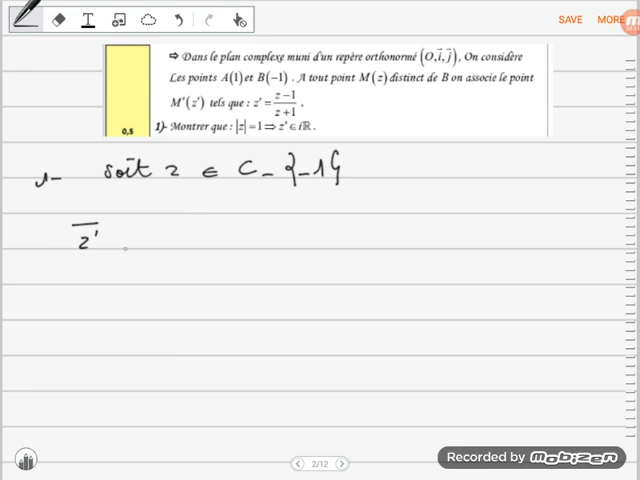 SAVE MORE
⇨ Dans le plan complexe muni d'un repère orthonormé (O,i⃗,j⃗), On considère
Les points A(1) et B(−1). A tout point M(z) distinct de B on associe le point
M'(z') tels que : z' = (z−1)/(z+1).
0,5 1)- Montrer que : |z| = 1 ⇒ z' ∈ iℝ.
1- soit z ∈ C - {-1}
z̅'
2/12
Recorded by Mobizen